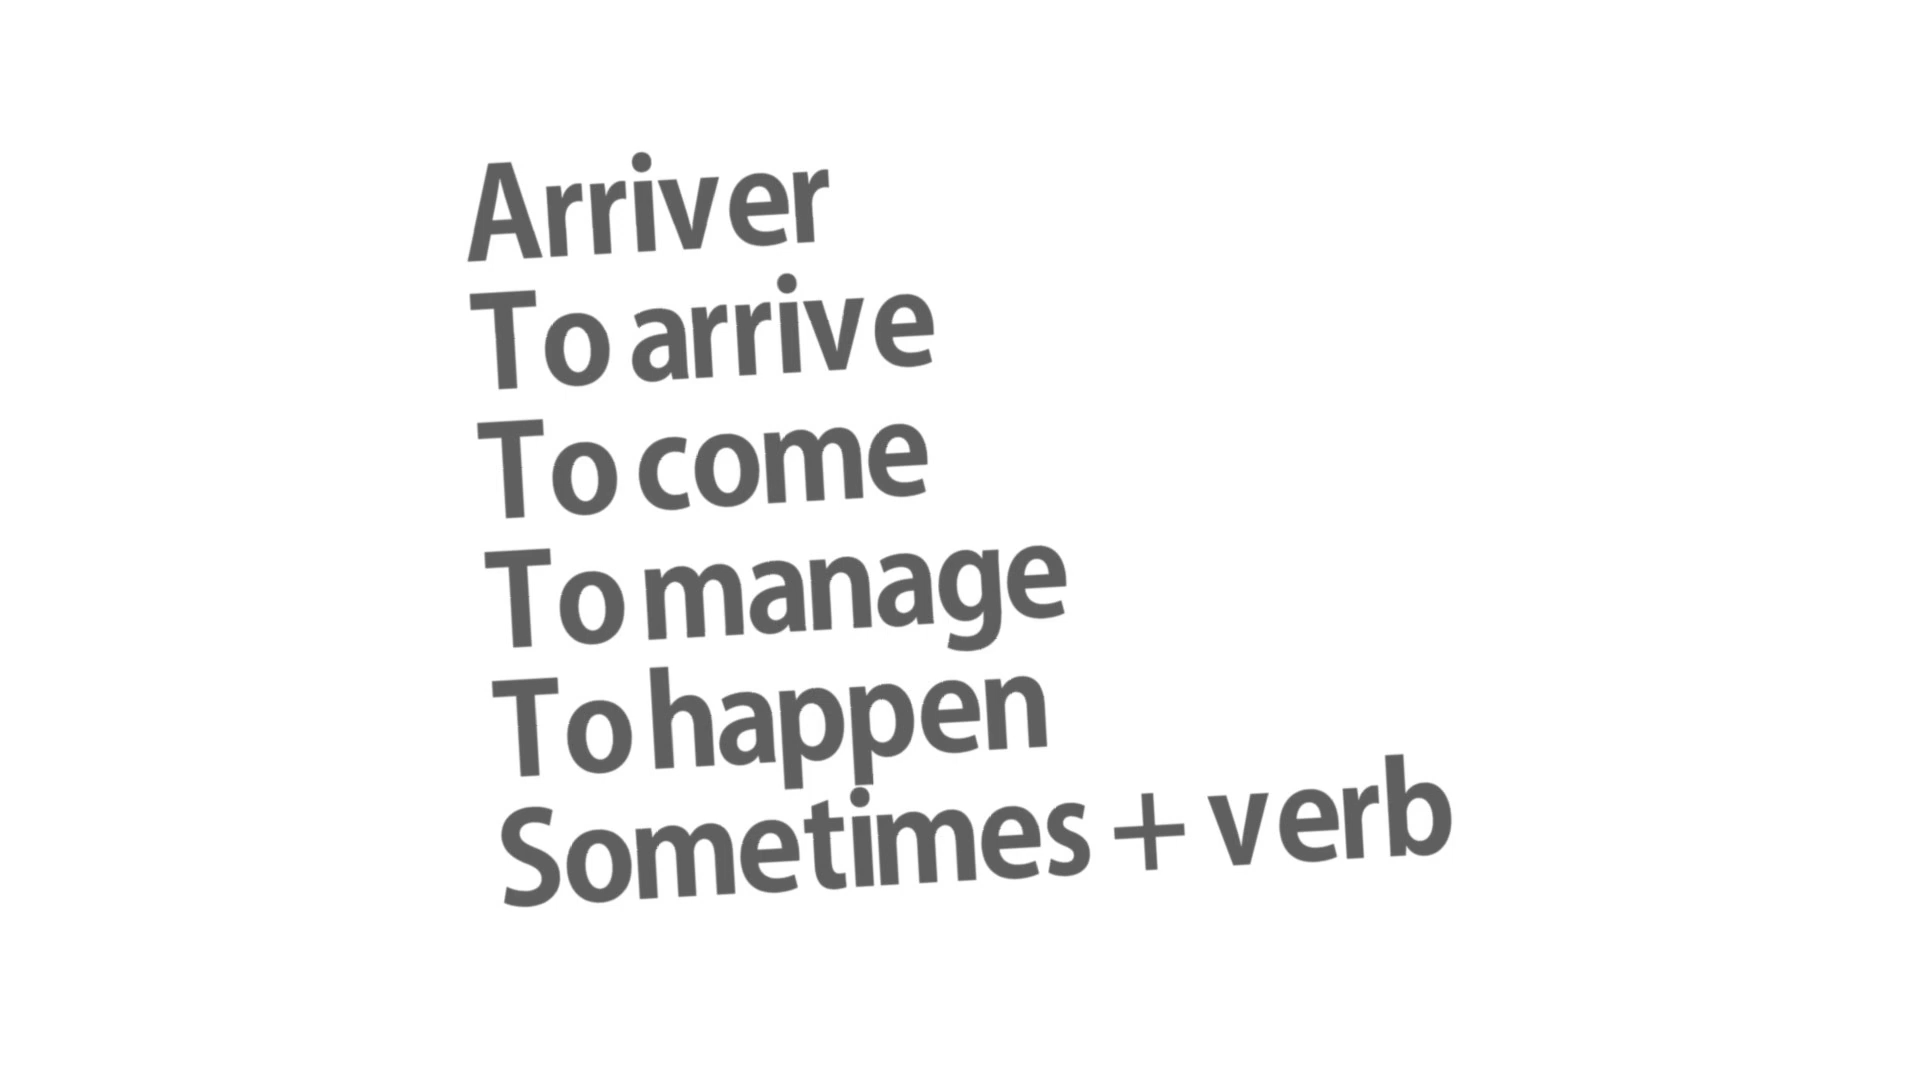 Arriver
To arrive
To come
To manage
To happen
Sometimes + verb